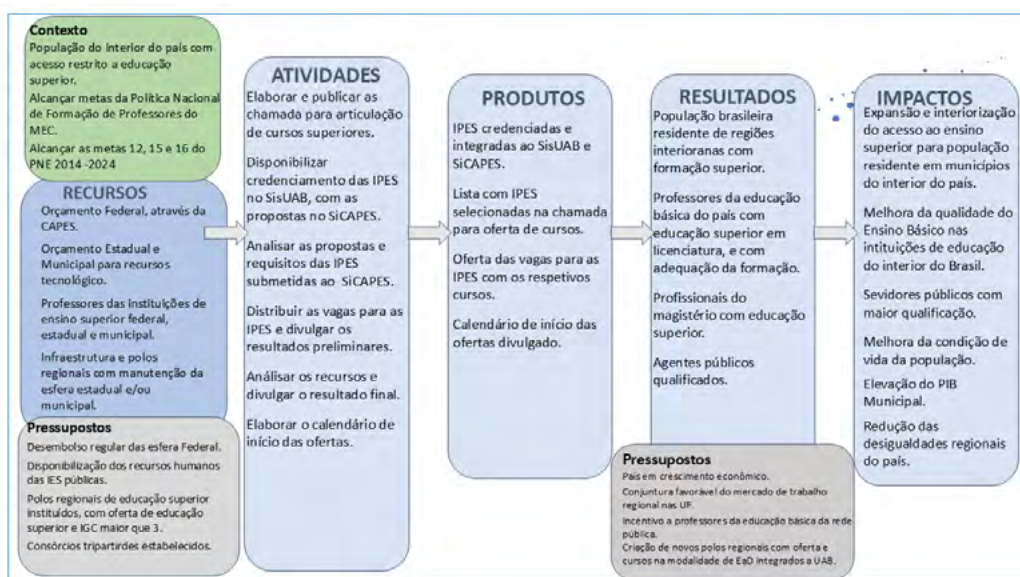 Contexto
População do interior do país com
acesso restrito a educação
superior.
Alcançar metas da Política Nacional
de Formação de Professores do
MEC.
Alcançar as metas 12, 15 e 16 do
PNE 2014 -2024
RECURSOS
Orçamento Federal, através da
CAPES.
Orçamento Estadual e
Municipal para recursos
tecnológico.
Professores das instituições de
ensino superior federal,
estadual e municipal.
Infraestrutura e polos
regionais com manutenção da
esfera estadual e/ou
municipal.
Pressupostos
Desembolso regular das esfera Federal.
Disponibilização dos recursos humanos
das IES públicas.
Polos regionais de educação superior
instituídos, com oferta de educação
superior e IGC maior que 3.
Consórcios tripartirdes estabelecidos.
ATIVIDADES
Elaborar e publicar as
chamada para articulação
de cursos superiores.
Disponibilizar
credenciamento das IPES
no SisUAB, com as
propostas no SiCAPES.
Analisar as propostas e
requisitos das IPES
submetidas ao SiCAPES.
Distribuir as vagas para as
IPES e divulgar os
resultados preliminares.
Análisar os recursos e
divulgar o resultado final.
Elaborar o calendário de
início das ofertas.
PRODUTOS
IPES credenciadas e
integradas ao SisUAB e
SiCAPES.
Lista com IPES
selecionadas na chamada
para oferta de cursos.
Oferta das vagas para as
IPES com os respetivos
cursos.
Calendário de início das
ofertas divulgado.
RESULTADOS
População brasileira
residente de regiões
interioranas com
formação superior.
Professores da educação
básica do país com
educação superior em
licenciatura, e com
adequação da formação.
Profissionais do
magistério com educação
superior.
Agentes públicos
qualificados.
Pressupostos
País em crescimento econômico.
Conjuntura favorável do mercado de trabalho
regional nas UF.
Incentivo a professores da educação básica da rede
pública.
Criação de novos polos regionais com oferta e
cursos na modalidade de EaD integrados a UAB.
IMPACTOS
Expansão e interiorização
do acesso ao ensino
superior para população
residente em municípios
do interior do país.
Melhora da qualidade do
Ensino Básico nas
intituições de educação
do interior do Brasil.
Sevidores públicos com
maior qualificação.
Melhora da condição de
vida da população.
Elevação do PIB
Municipal.
Redução das
desigualdades regionais
do país.